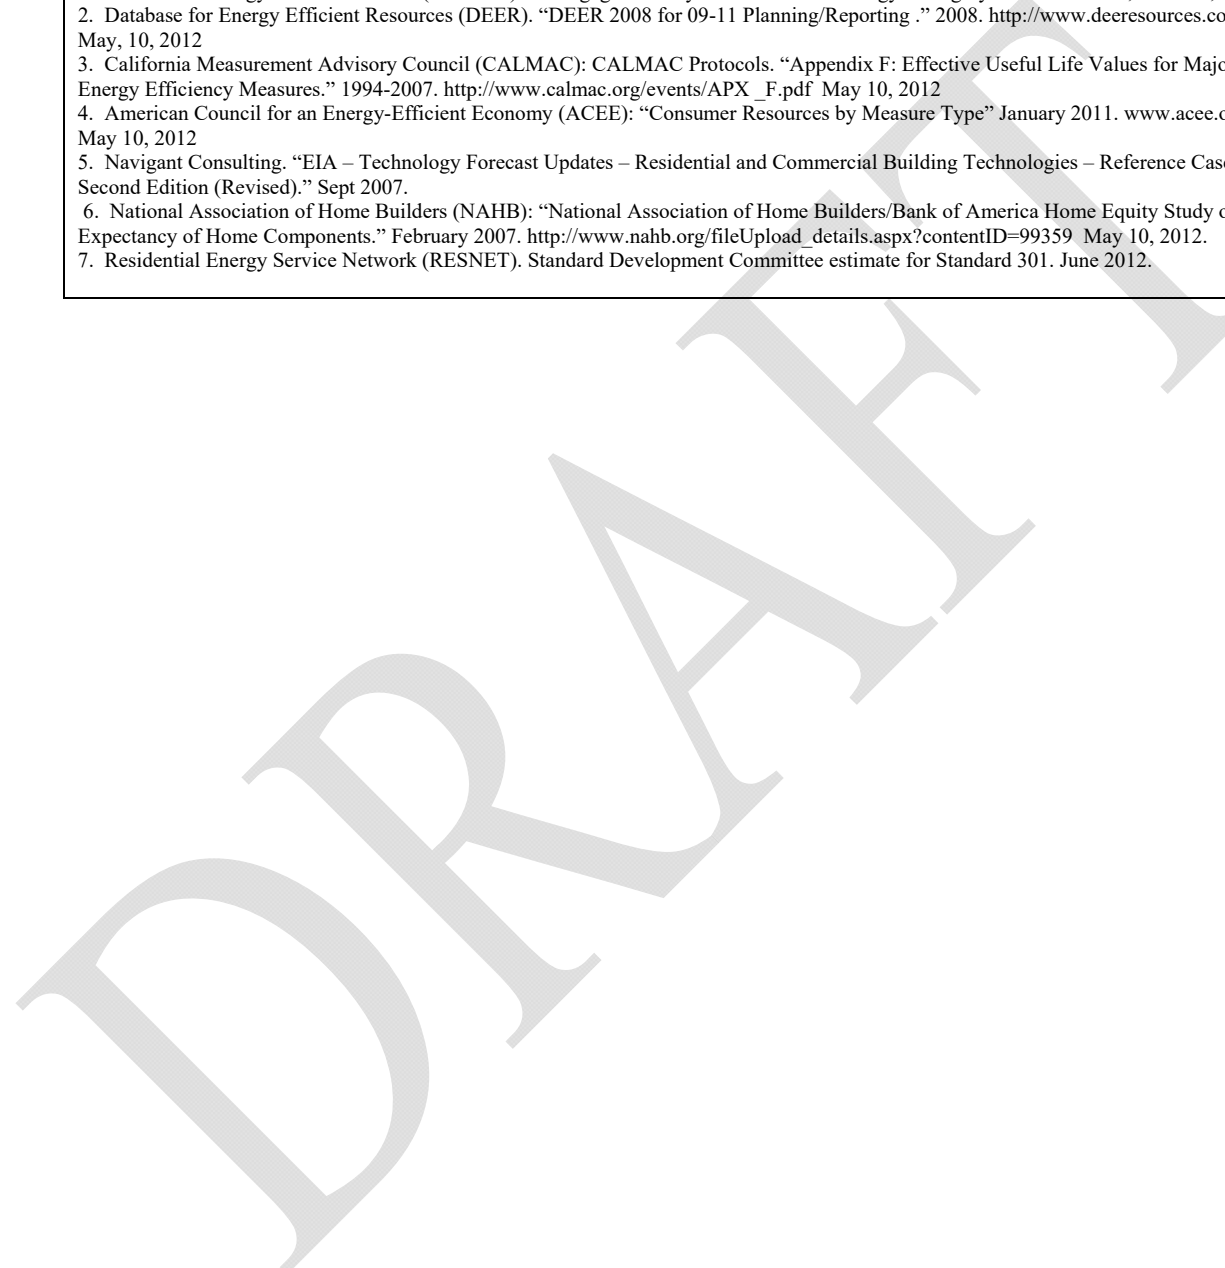 2. Database for Energy Efficient Resources (DEER). “DEER 2008 for 09-11 Planning/Reporting .” 2008. http://www.deeresources.co
May, 10, 2012
3. California Measurement Advisory Council (CALMAC): CALMAC Protocols. “Appendix F: Effective Useful Life Values for Majo
Energy Efficiency Measures.” 1994-2007. http://www.calmac.org/events/APX _F.pdf May 10, 2012
4. American Council for an Energy-Efficient Economy (ACEE): “Consumer Resources by Measure Type” January 2011. www.acee.o
May 10, 2012
5. Navigant Consulting. “EIA – Technology Forecast Updates – Residential and Commercial Building Technologies – Reference Case
Second Edition (Revised).” Sept 2007.
6. National Association of Home Builders (NAHB): “National Association of Home Builders/Bank of America Home Equity Study o
Expectancy of Home Components.” February 2007. http://www.nahb.org/fileUpload_details.aspx?contentID=99359 May 10, 2012.
7. Residential Energy Service Network (RESNET). Standard Development Committee estimate for Standard 301. June 2012.
DRAFT